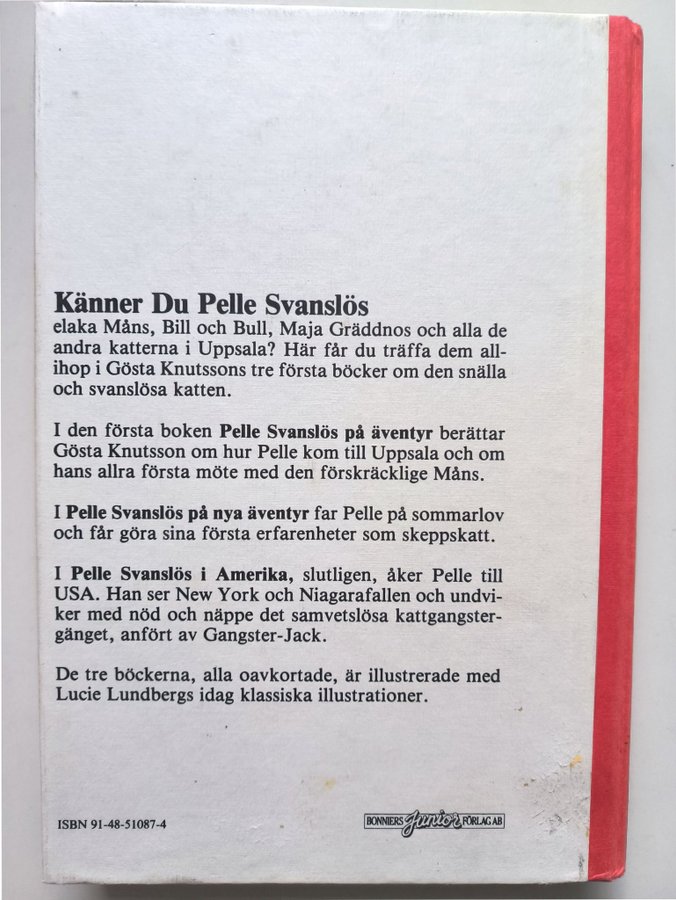 Känner Du Pelle Svanslös
elaka Måns, Bill och Bull, Maja Gräddnos och alla de
andra katterna i Uppsala? Här får du träffa dem all-
ihop i Gösta Knutssons tre första böcker om den snälla
och svanslösa katten.
I den första boken Pelle Svanslös på äventyr berättar
Gösta Knutsson om hur Pelle kom till Uppsala och om
hans allra första möte med den förskräcklige Måns.
I Pelle Svanslös på nya äventyr far Pelle på sommarlov
och får göra sina första erfarenheter som skeppskatt.
I Pelle Svanslös i Amerika, slutligen, åker Pelle till
USA. Han ser New York och Niagarafallen och undvi-
ker med nöd och näppe det samvetslösa kattgangster-
gänget, anfört av Gangster-Jack.
De tre böckerna, alla oavkortade, är illustrerade med
Lucie Lundbergs idag klassiska illustrationer.
ISBN 91-48-51087-4
BONNIERS Junior FÖRLAG AB